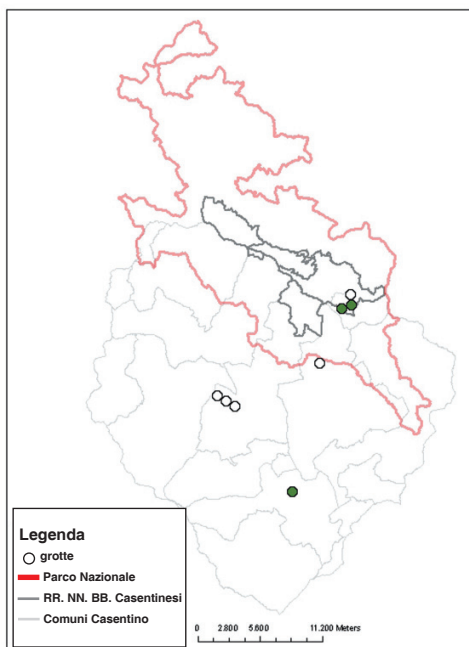 Legenda
grotte
Parco Nazionale
RR. NN. BB. Casentinesi
Comuni Casentino
0 2.800 5.600 11.200 Meters